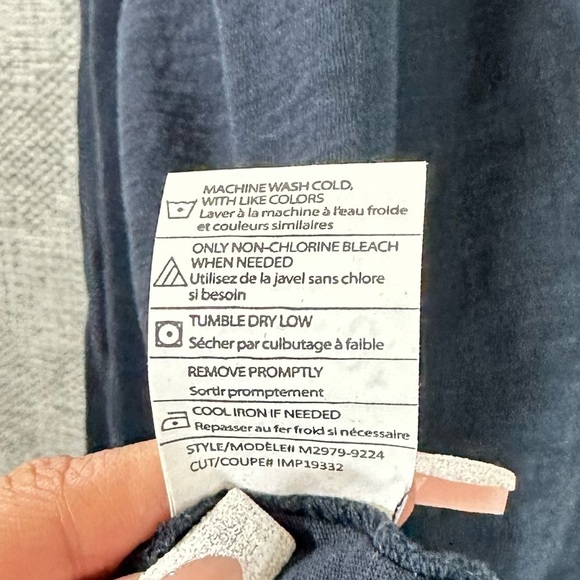 MACHINE WASH COLD,
WITH LIKE COLORS
Laver à la machine à l'eau froide
et couleurs similaires
ONLY NON-CHLORINE BLEACH
WHEN NEEDED
Utilisez de la javel sans chlore
si besoin
TUMBLE DRY LOW
Sécher par culbutage à faible
REMOVE PROMPTLY
Sortir promptement
COOL IRON IF NEEDED
Repasser au fer froid si nécessaire
STYLE/MODÈLE# M2979-9224
CUT/COUPE# IMP19332